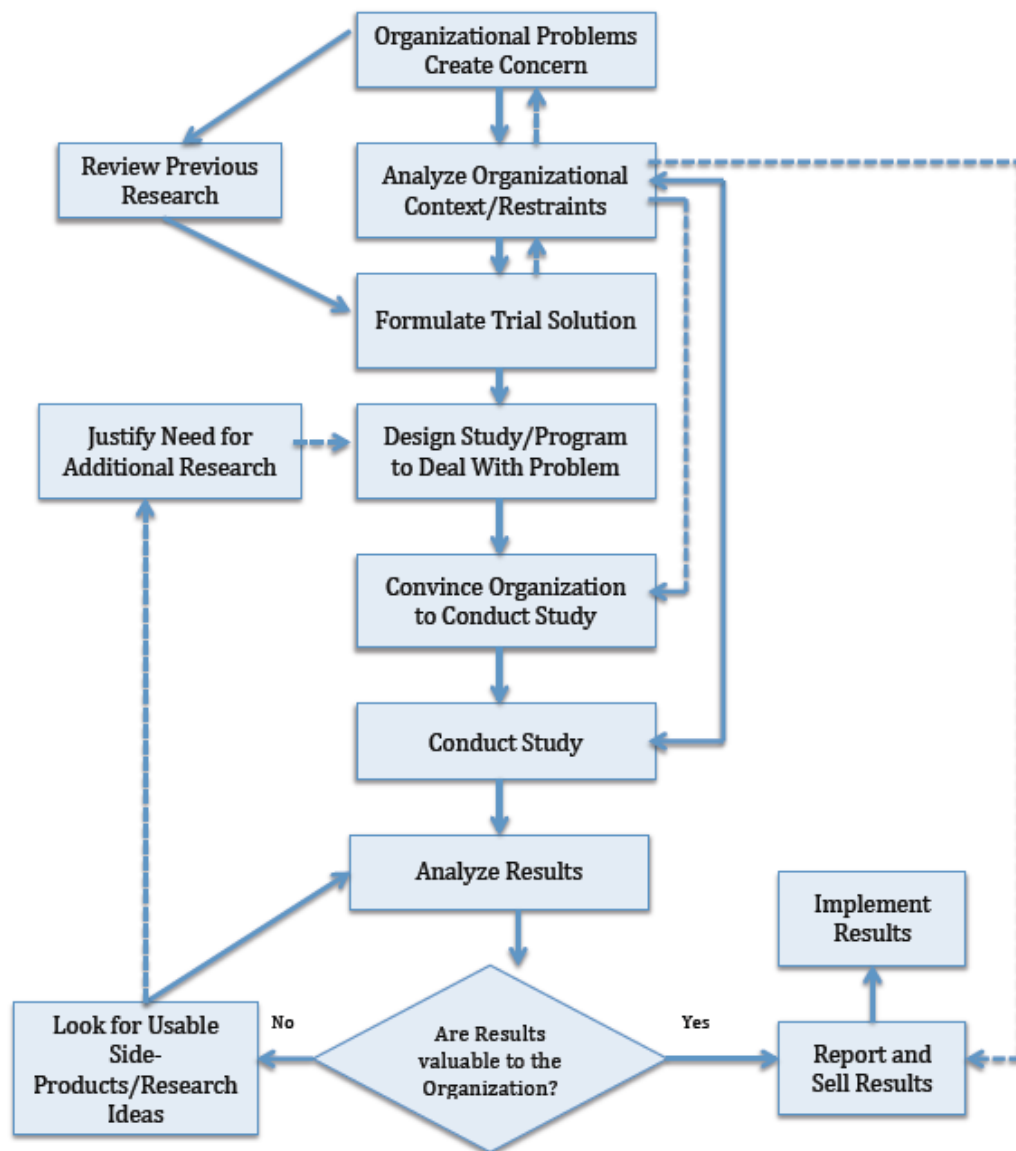 Organizational Problems
Create Concern
Review Previous
Research
Analyze Organizational
Context/Restraints
Formulate Trial Solution
Justify Need for
Additional Research
Design Study/Program
to Deal With Problem
Convince Organization
to Conduct Study
Conduct Study
Analyze Results
Implement
Results
Look for Usable
Side-
Products/Research
Ideas
No
Are Results
valuable to the
Organization?
Yes
Report and
Sell Results